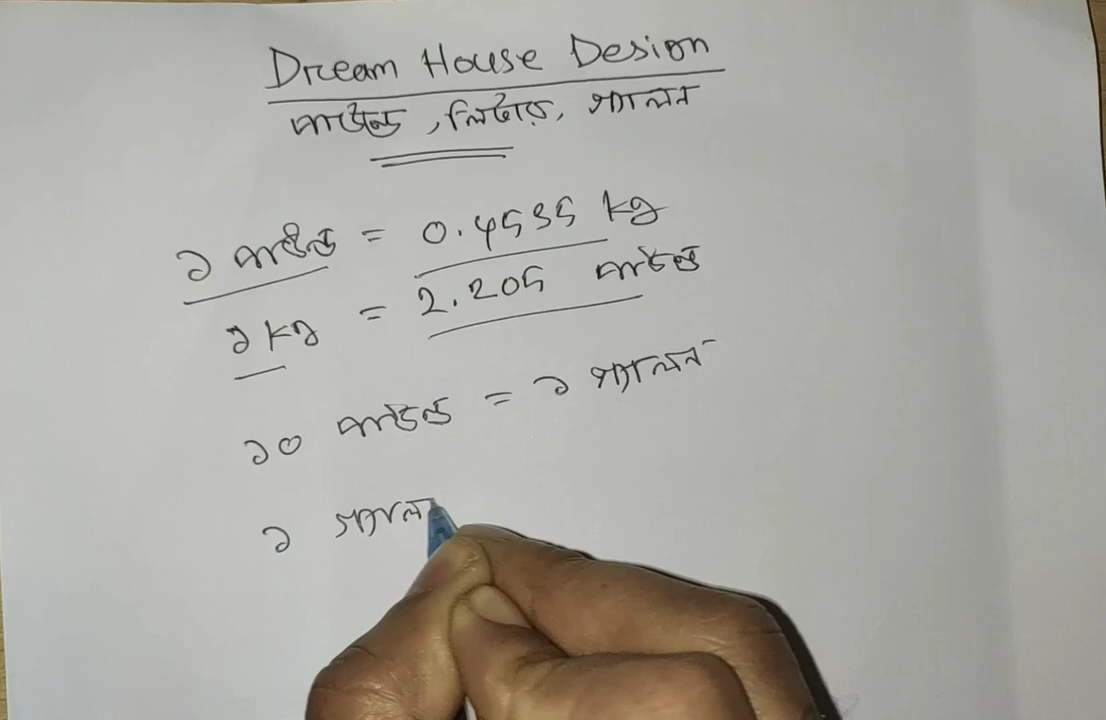 Dream House Design
পাউন্ড, লিটার, গ্যালন
১ পাউন্ড = 0.4535 kg
১ kg = 2.205 পাউন্ড
১০ পাউন্ড = ১ গ্যালন
১ গ্যাল